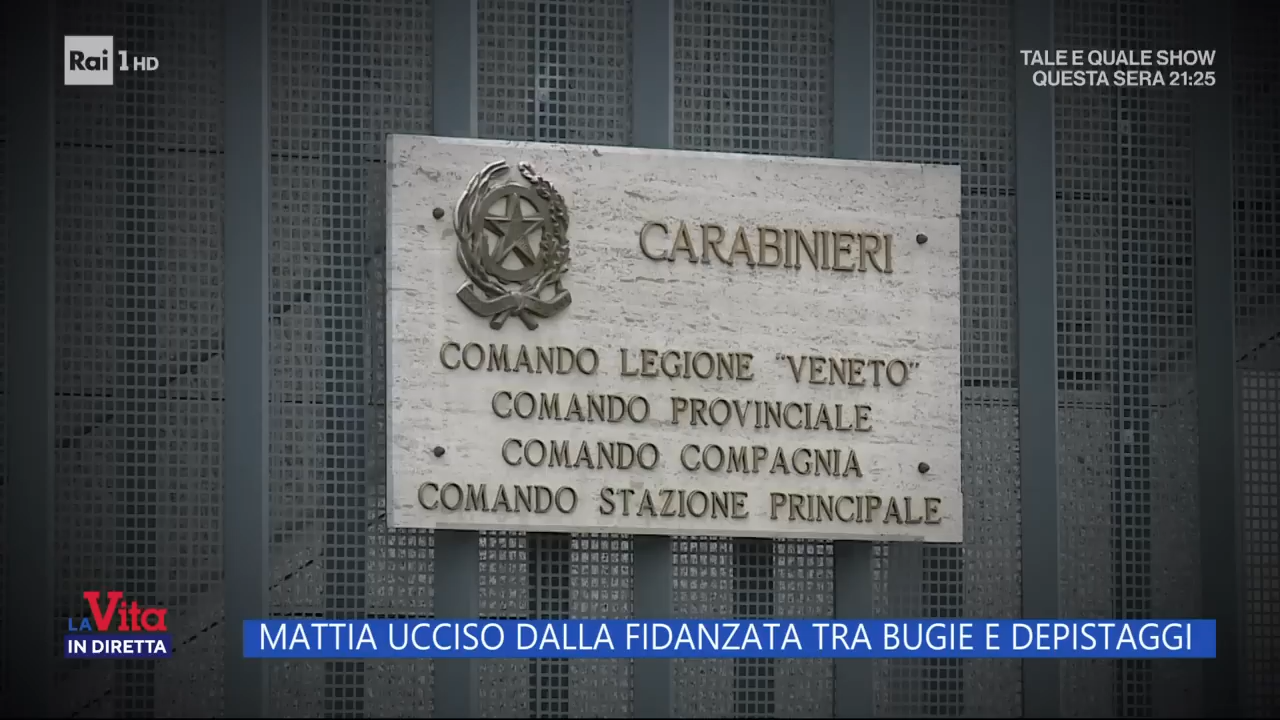 Rai 1 HD
TALE E QUALE SHOW
QUESTA SERA 21:25
CARABINIERI
COMANDO LEGIONE "VENETO"
COMANDO PROVINCIALE
COMANDO COMPAGNIA
COMANDO STAZIONE PRINCIPALE
LA Vita
IN DIRETTA
MATTIA UCCISO DALLA FIDANZATA TRA BUGIE E DEPISTAGGI